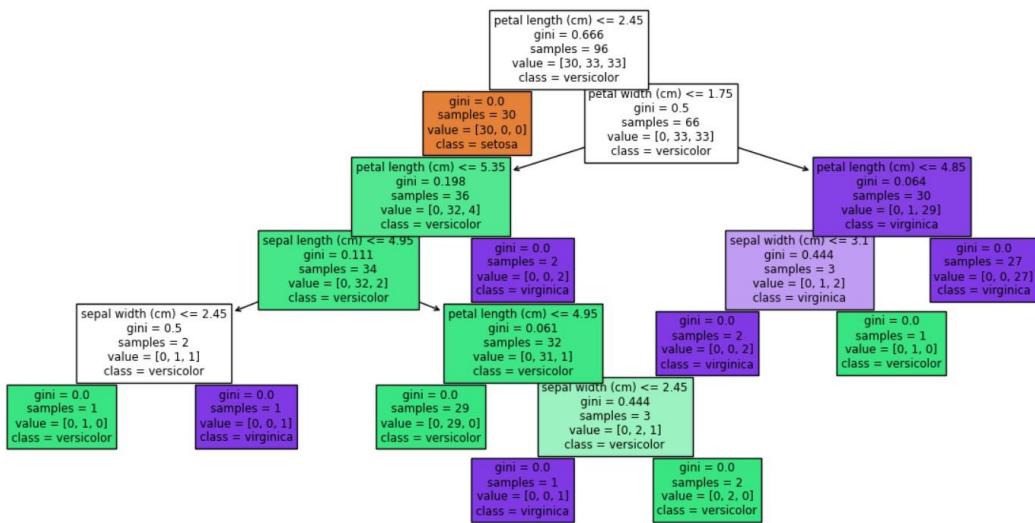 petal length (cm) <= 2.45
gini = 0.666
samples = 96
value = [30, 33, 33]
class = versicolor
gini = 0.0
samples = 30
value = [30, 0, 0]
class = setosa
petal width (cm) <= 1.75
gini = 0.5
samples = 66
value = [0, 33, 33]
class = versicolor
petal length (cm) <= 5.35
gini = 0.198
samples = 36
value = [0, 32, 4]
class = versicolor
petal length (cm) <= 4.85
gini = 0.064
samples = 30
value = [0, 1, 29]
class = virginica
sepal length (cm) <= 4.95
gini = 0.111
samples = 34
value = [0, 32, 2]
class = versicolor
gini = 0.0
samples = 2
value = [0, 0, 2]
class = virginica
sepal width (cm) <= 3.1
gini = 0.444
samples = 3
value = [0, 1, 2]
class = virginica
gini = 0.0
samples = 27
value = [0, 0, 27]
class = virginica
sepal width (cm) <= 2.45
gini = 0.5
samples = 2
value = [0, 1, 1]
class = versicolor
petal length (cm) <= 4.95
gini = 0.061
samples = 32
value = [0, 31, 1]
class = versicolor
gini = 0.0
samples = 2
value = [0, 0, 2]
class = virginica
gini = 0.0
samples = 1
value = [0, 1, 0]
class = versicolor
gini = 0.0
samples = 1
value = [0, 1, 0]
class = versicolor
gini = 0.0
samples = 1
value = [0, 0, 1]
class = virginica
gini = 0.0
samples = 29
value = [0, 29, 0]
class = versicolor
sepal width (cm) <= 2.45
gini = 0.444
samples = 3
value = [0, 2, 1]
class = versicolor
gini = 0.0
samples = 1
value = [0, 0, 1]
class = virginica
gini = 0.0
samples = 2
value = [0, 2, 0]
class = versicolor